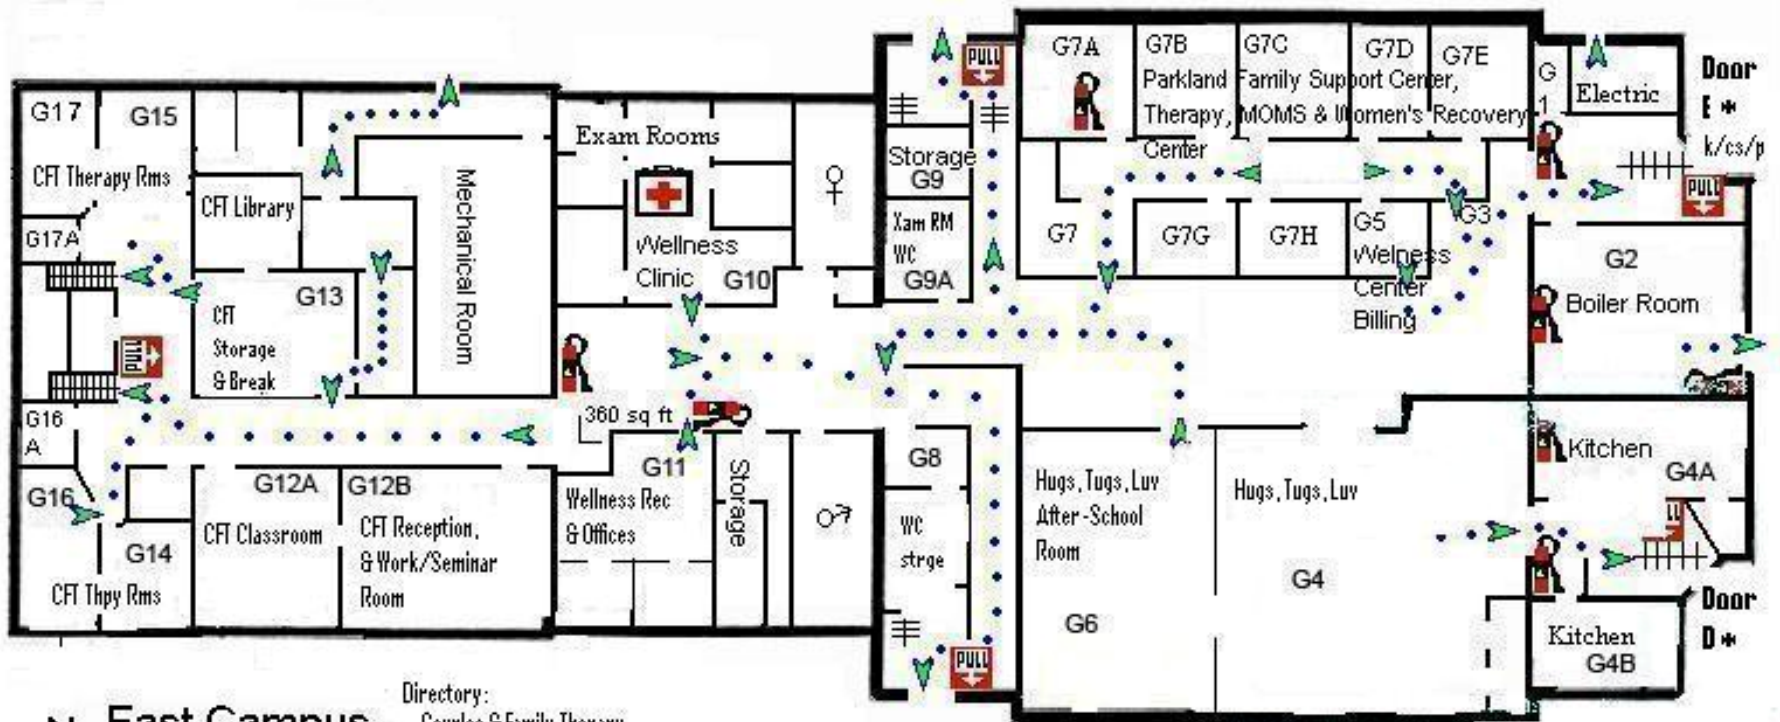 G17
G15
CFT Therapy Rms
G17A
CFT Library
G13
CFT
Storage
& Break
Mechanical Room
Exam Rooms
Wellness
Clinic
G10
♀
PULL
Storage
G9
Xam RM
WC
G9A
PULL
G7A
G7B
G7C
G7D
G7E
Parkland Family Support Center,
Therapy, MOMS & Women's Recovery
Center
G
1
Electric
Door
E *
k/cs/p
PULL
G7
G7G
G7H
G5
Welness
Center
Billing
G3
G2
Boiler Room
G16
A
G16
G14
CFT Thpy Rms
G12A
CFT Classroom
G12B
CFT Reception,
& Work/Seminar
Room
360 sq ft
G11
Wellness Rec
& Offices
Storage
♂
G8
WC
strge
PULL
Hugs,Tugs,Luv
After-School
Room
G6
Hugs,Tugs,Luv
G4
Kitchen
G4A
Kitchen
G4B
Door
D *
Directory:
East Campus
Couples & Family Therapy